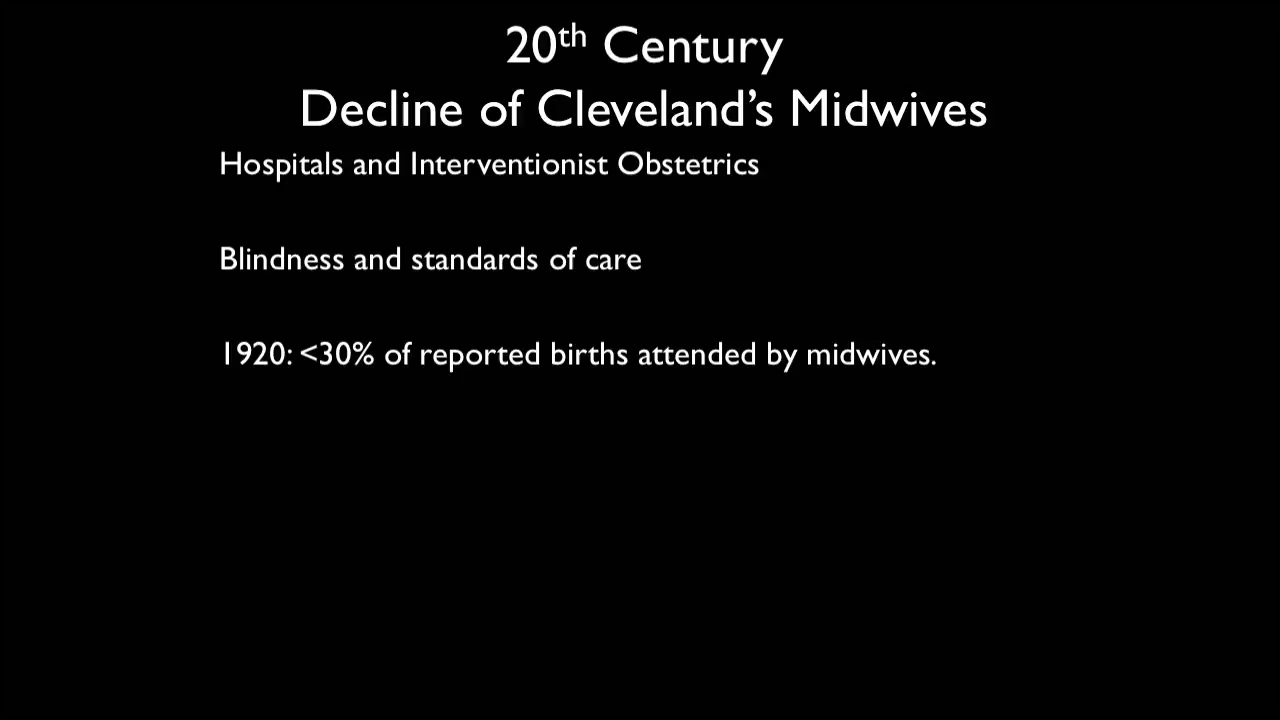 20th Century
Decline of Cleveland’s Midwives
Hospitals and Interventionist Obstetrics
Blindness and standards of care
1920: <30% of reported births attended by midwives.